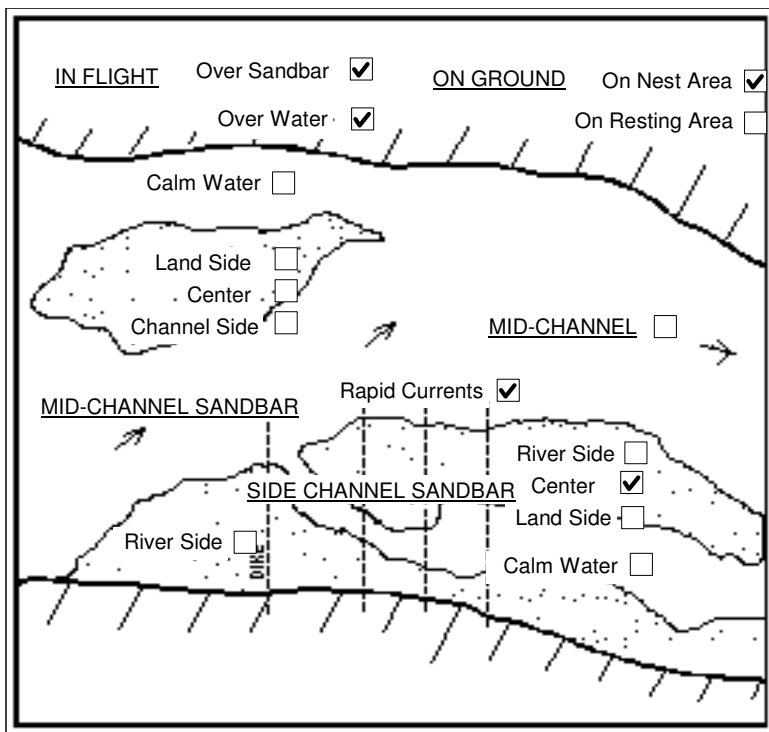 IN FLIGHT
Over Sandbar
ON GROUND
On Nest Area
Over Water
On Resting Area
Calm Water
Land Side
Center
Channel Side
MID-CHANNEL
Rapid Currents
MID-CHANNEL SANDBAR
River Side
SIDE CHANNEL SANDBAR
Center
Land Side
River Side
DIKE
Calm Water